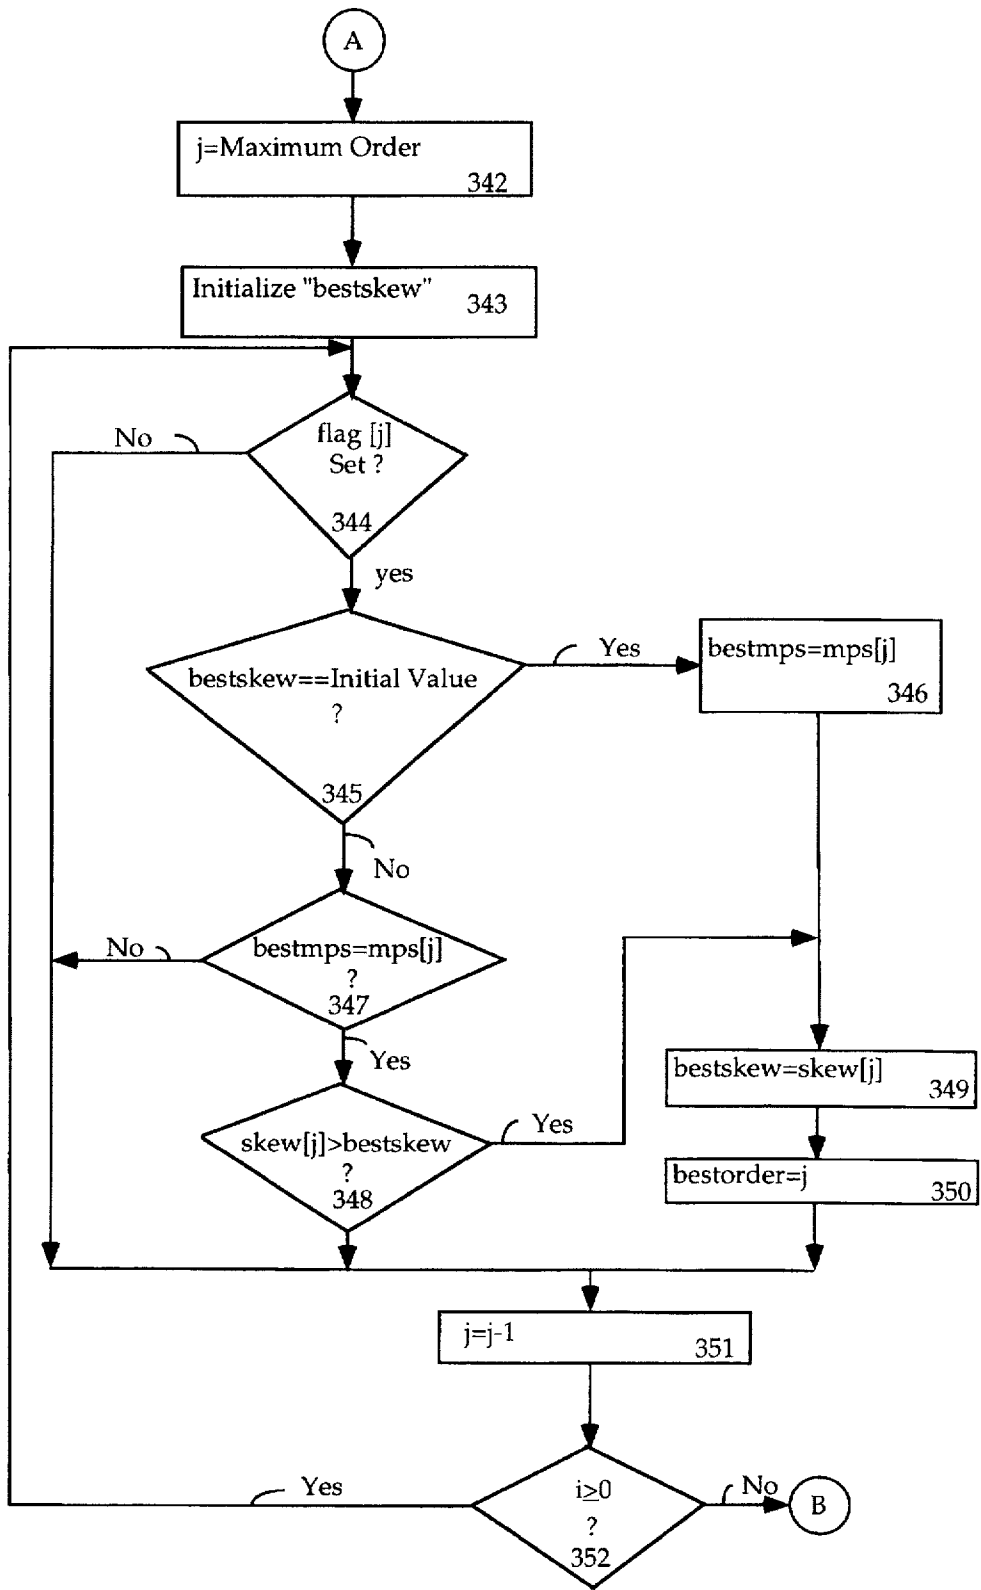 A
j=Maximum Order
342
Initialize "bestskew"
343
No
flag [j]
Set ?
344
yes
bestskew==Initial Value
?
345
Yes
bestmps=mps[j]
346
No
No
bestmps=mps[j]
?
347
Yes
skew[j]>bestskew
?
348
Yes
bestskew=skew[j]
349
bestorder=j
350
j=j-1
351
Yes
i≥0
?
352
No
B